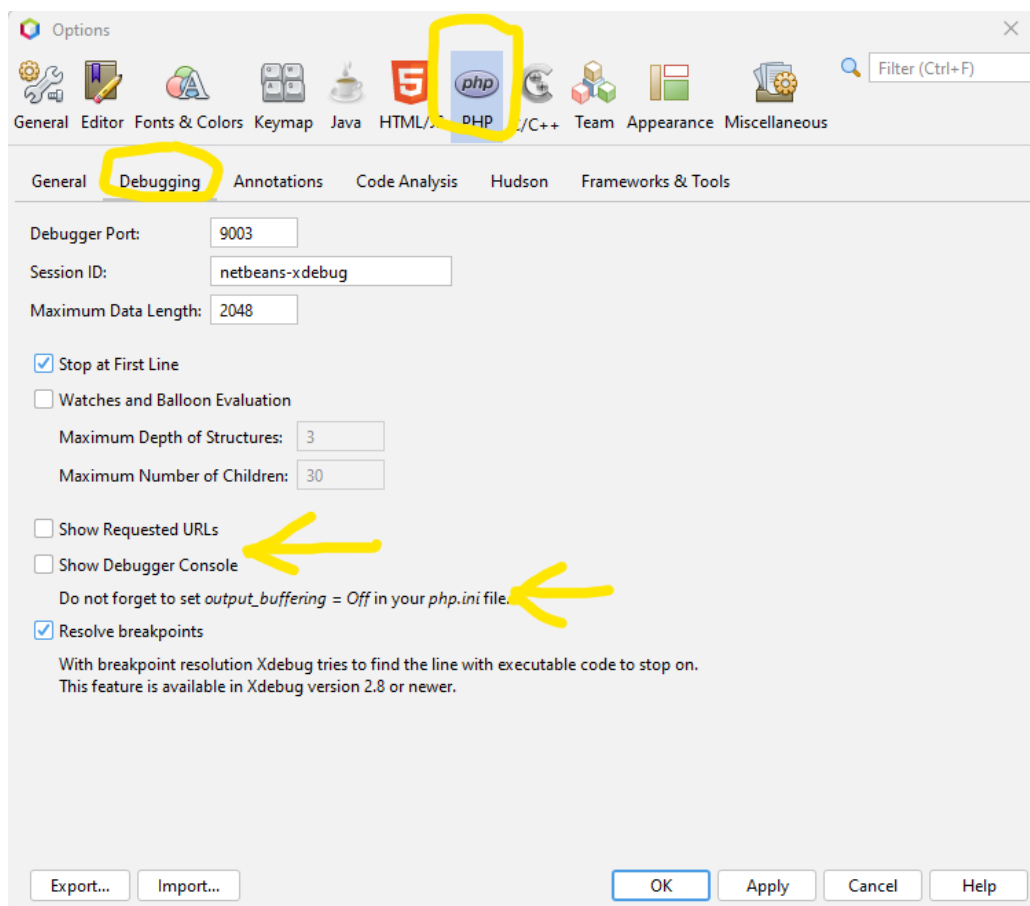 Options
Filter (Ctrl+F)
php
General Editor Fonts & Colors Keymap Java HTML/JS PHP C/C++ Team Appearance Miscellaneous
General Debugging Annotations Code Analysis Hudson Frameworks & Tools
Debugger Port: 9003
Session ID: netbeans-xdebug
Maximum Data Length: 2048
Stop at First Line
Watches and Balloon Evaluation
Maximum Depth of Structures: 3
Maximum Number of Children: 30
Show Requested URLs
Show Debugger Console
Do not forget to set output_buffering = Off in your php.ini file.
Resolve breakpoints
With breakpoint resolution Xdebug tries to find the line with executable code to stop on.
This feature is available in Xdebug version 2.8 or newer.
Export... Import... OK Apply Cancel Help